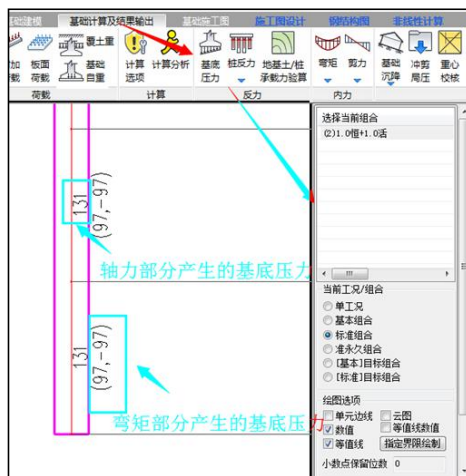 基础建模 基础计算及结果输出 基础施工图 施工图设计 钢结构图 非线性计算
加载 板面荷载 覆土重 基础自重 计算选项 计算分析 基底压力 桩反力 地基土/桩承载力验算 弯矩 剪力 基础沉降 冲剪局压 重心校核
荷载 计算 反力 内力
选择当前组合
(2)1.0恒+1.0活
131
(97,-97)
轴力部分产生的基底压力
当前工况/组合
单工况
基本组合
标准组合
准永久组合
[基本]目标组合
[标准]目标组合
131
(97,-97)
弯矩部分产生的基底压力
绘图选项
单元边线 云图
数值 等值线数值
等值线 指定界限绘制
小数点保留位数 0